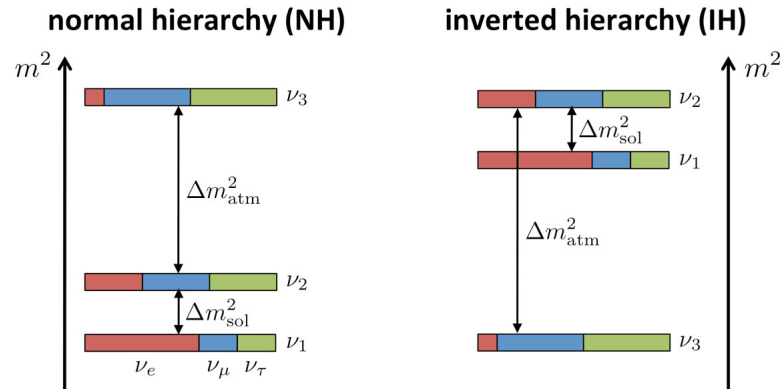 normal hierarchy (NH)
m²
ν₃
Δm²atm
ν₂
Δm²sol
ν₁
νe νμ ντ
inverted hierarchy (IH)
m²
ν₂
Δm²sol
ν₁
Δm²atm
ν₃